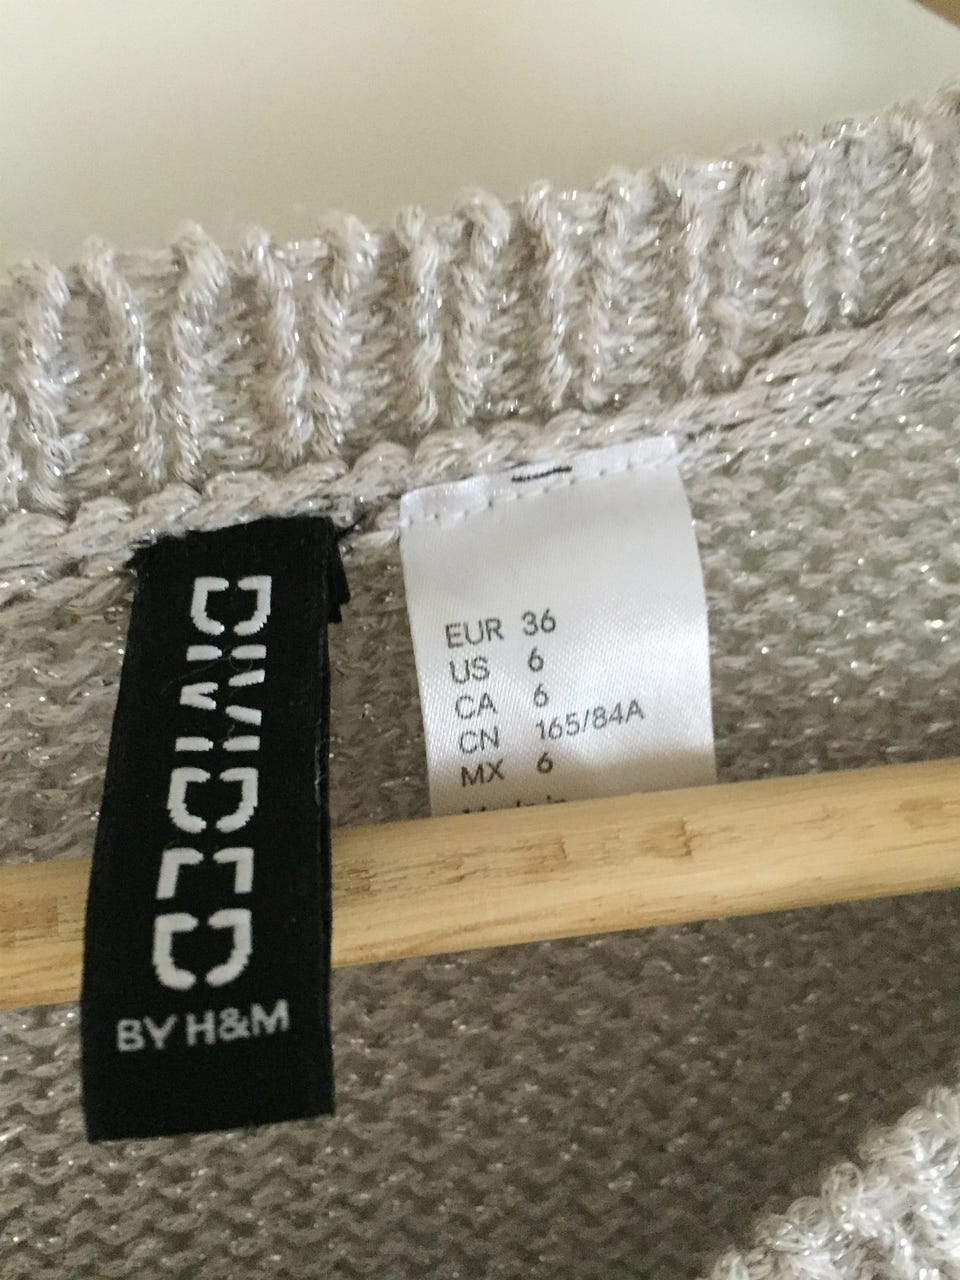 DIVIDED
BY H&M
EUR 36
US 6
CA 6
CN 165/84A
MX 6